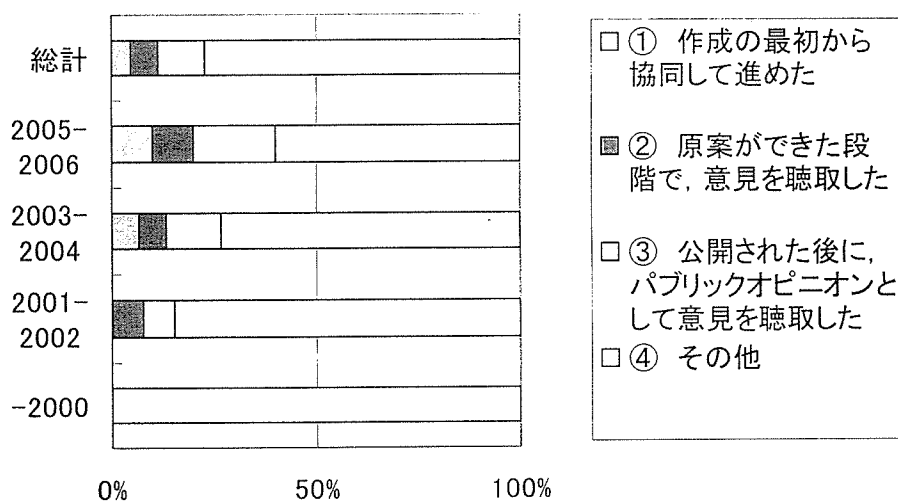 総計
2005-
2006
2003-
2004
2001-
2002
-2000
0%
50%
100%
□ ① 作成の最初から
協同して進めた
■ ② 原案ができた段
階で，意見を聴取した
□ ③ 公開された後に，
パブリックオピニオンと
して意見を聴取した
□ ④ その他